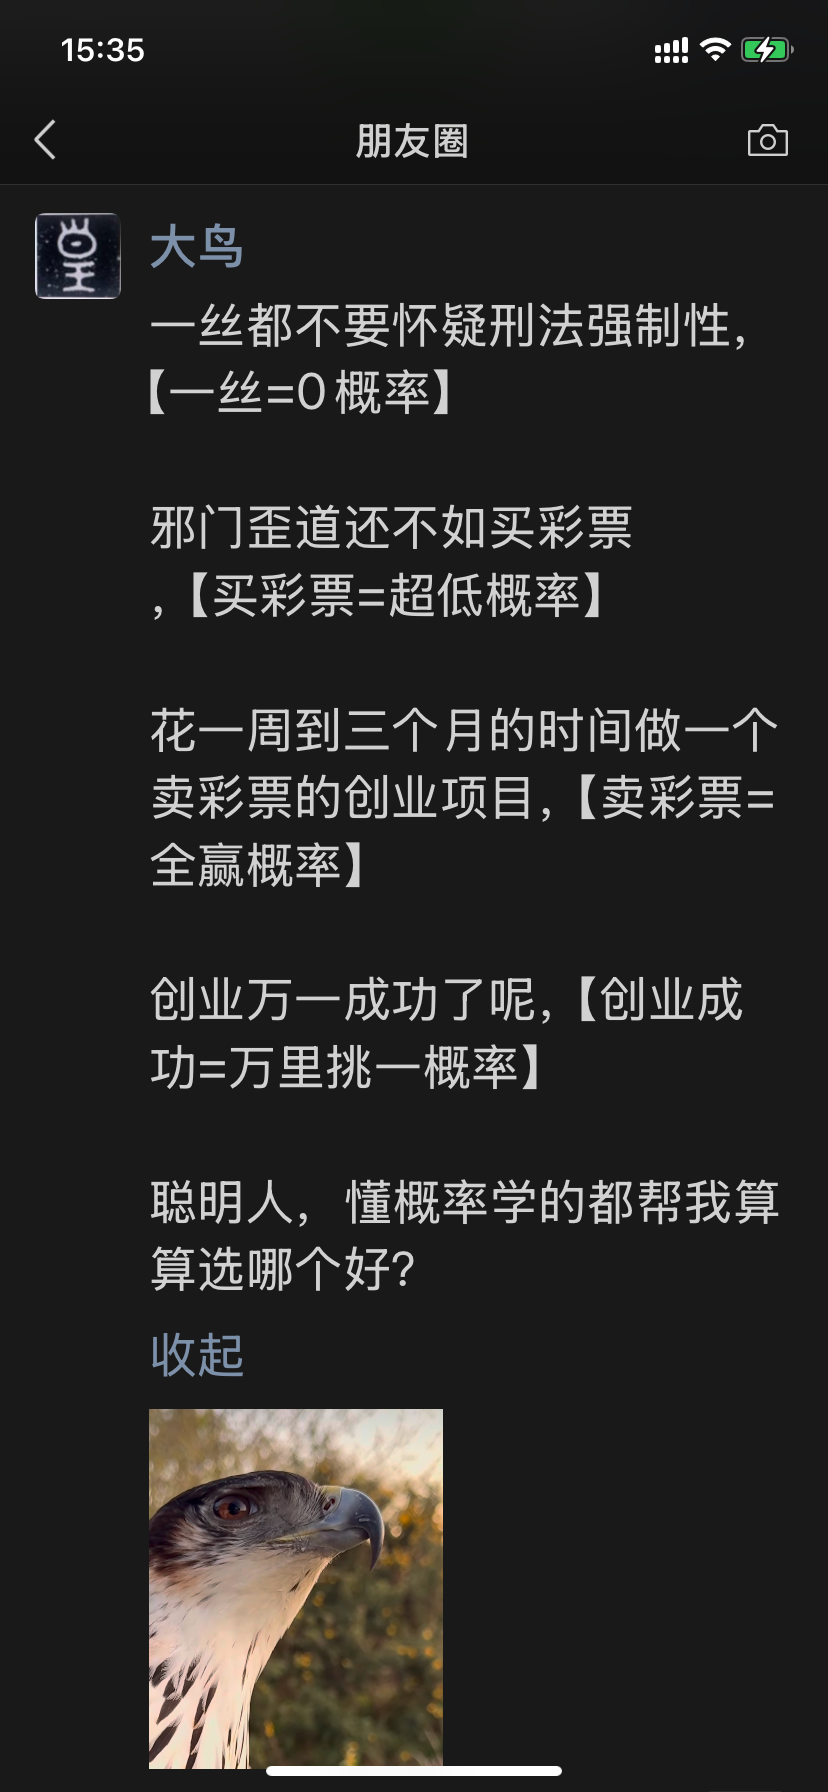 15:35
朋友圈
大鸟
一丝都不要怀疑刑法强制性,
【一丝=0概率】
邪门歪道还不如买彩票
,【买彩票=超低概率】
花一周到三个月的时间做一个
卖彩票的创业项目,【卖彩票=
全赢概率】
创业万一成功了呢,【创业成
功=万里挑一概率】
聪明人，懂概率学的都帮我算
算选哪个好?
收起